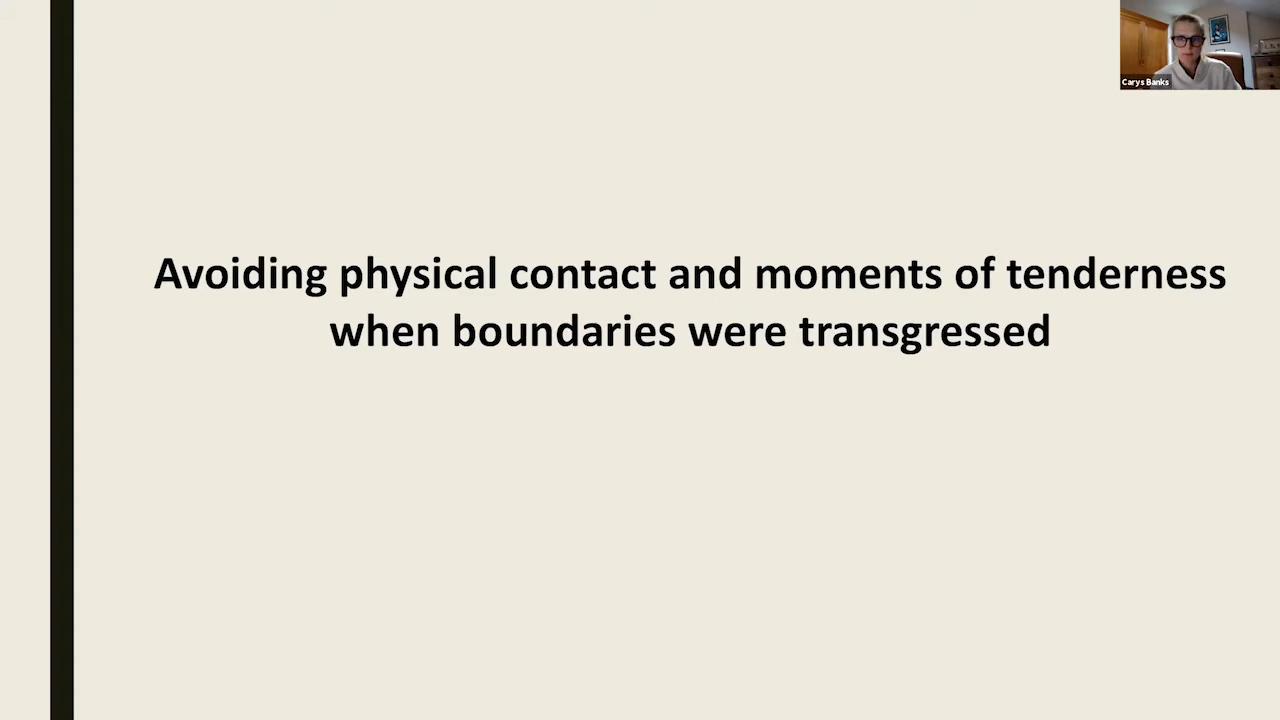 Carys Banks
Avoiding physical contact and moments of tenderness
when boundaries were transgressed